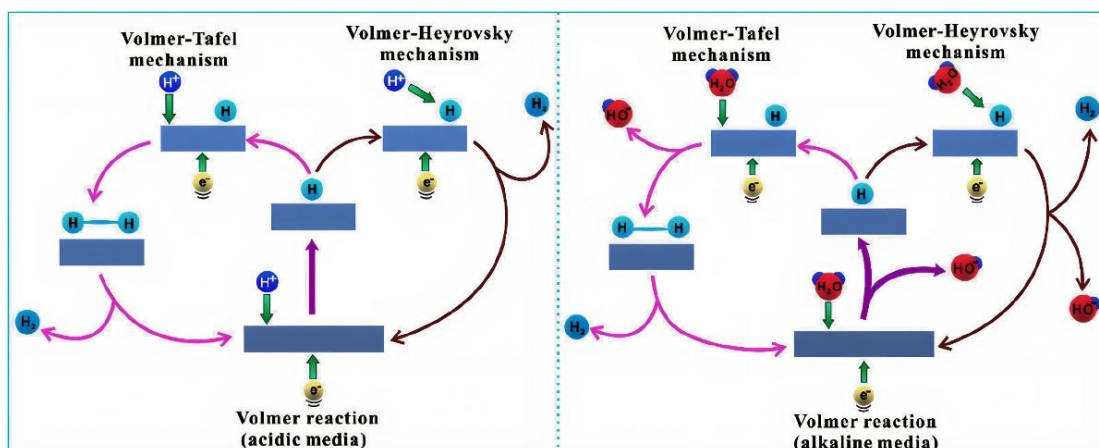 Volmer-Tafel
mechanism
Volmer-Heyrovsky
mechanism
H⁺
H⁺
H
H
H₂
e⁻
e⁻
H
H H
H⁺
H₂
e⁻
Volmer reaction
(acidic media)
Volmer-Tafel
mechanism
Volmer-Heyrovsky
mechanism
H₂O
H₂O
HO⁻
H
H
H₂
e⁻
e⁻
H
H H
H₂O
HO⁻
HO⁻
H₂
e⁻
Volmer reaction
(alkaline media)